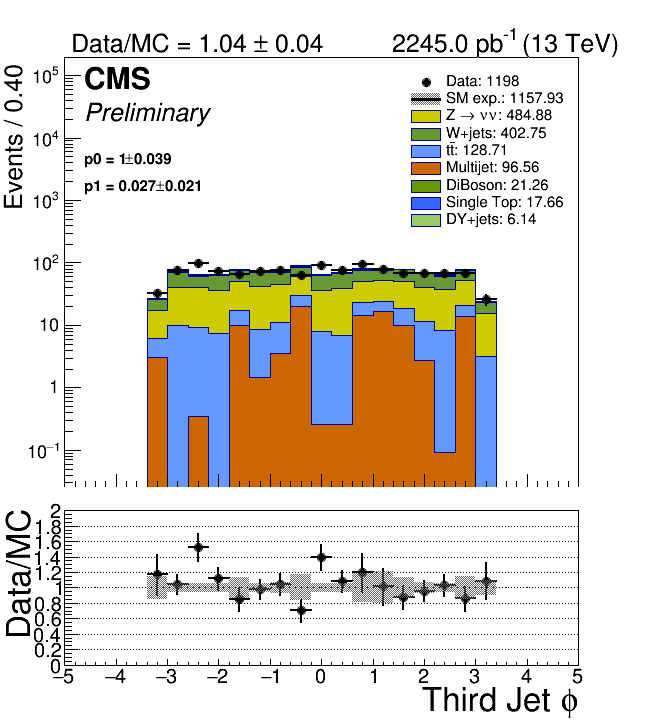 Data/MC = 1.04 ± 0.04 2245.0 pb⁻¹ (13 TeV)
CMS
Preliminary
p0 = 1±0.039
p1 = 0.027±0.021
Data: 1198
SM exp.: 1157.93
Z → νν: 484.88
W+jets: 402.75
tt̄: 128.71
Multijet: 96.56
DiBoson: 21.26
Single Top: 17.66
DY+jets: 6.14
Events / 0.40
10⁵
10⁴
10³
10²
10
1
10⁻¹
Data/MC
2
1.8
1.6
1.4
1.2
1
0.8
0.6
0.4
0.2
0
−5 −4 −3 −2 −1 0 1 2 3 4 5
Third Jet ϕ